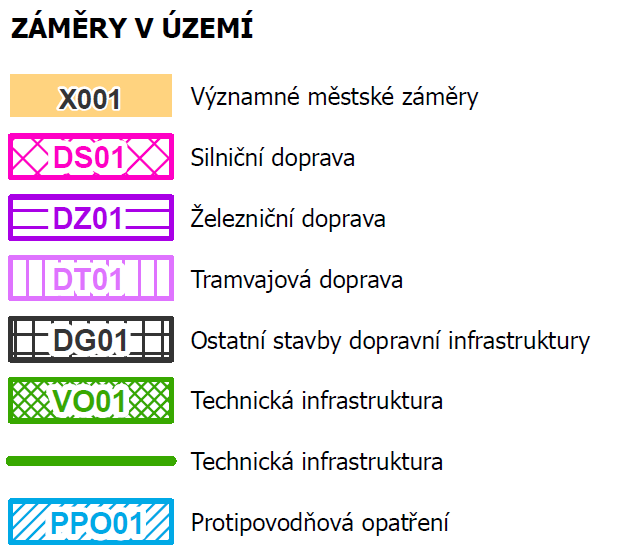 ZÁMĚRY V ÚZEMÍ
X001 Významné městské záměry
DS01 Silniční doprava
DZ01 Železniční doprava
DT01 Tramvajová doprava
DG01 Ostatní stavby dopravní infrastruktury
VO01 Technická infrastruktura
Technická infrastruktura
PPO01 Protipovodňová opatření